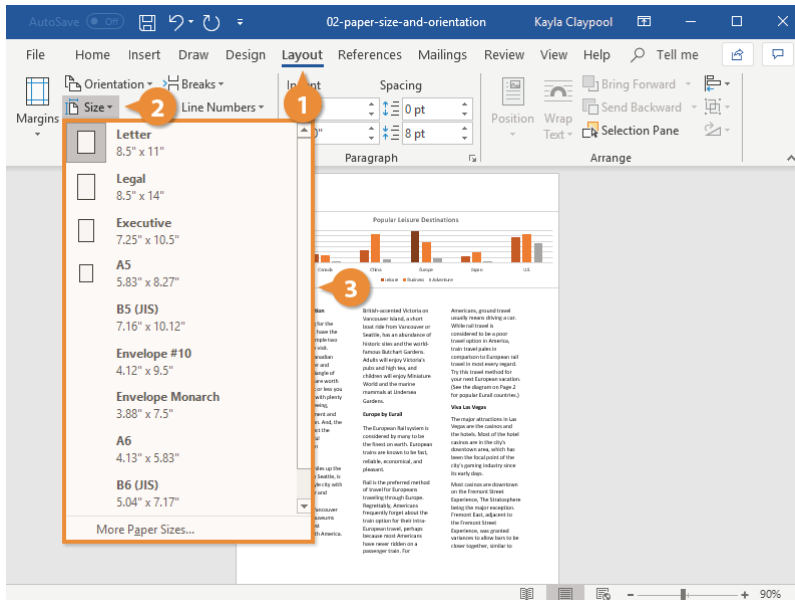 AutoSave Off
02-paper-size-and-orientation
Kayla Claypool
File Home Insert Draw Design Layout References Mailings Review View Help Tell me
Margins
Orientation
Breaks
Size
Line Numbers
Spacing
0 pt
8 pt
Paragraph
Position
Wrap
Text
Bring Forward
Send Backward
Selection Pane
Arrange
1
2
3
Letter
8.5" x 11"
Legal
8.5" x 14"
Executive
7.25" x 10.5"
A5
5.83" x 8.27"
B5 (JIS)
7.16" x 10.12"
Envelope #10
4.12" x 9.5"
Envelope Monarch
3.88" x 7.5"
A6
4.13" x 5.83"
B6 (JIS)
5.04" x 7.17"
More Paper Sizes...
Popular Leisure Destinations
Canada China Europe Japan U.S.
Leisure Business Adventure
British-accented Victoria on
Vancouver Island, a short
boat ride from Vancouver or
Seattle, has an abundance of
historic sites and the world-
famous Butchart Gardens.
Adults will enjoy Victoria's
pubs and high tea, and
children will enjoy Miniature
World and the marine
mammals at Undersea
Gardens.
Europe by Eurail
The European Rail system is
considered by many to be
the finest on earth. European
trains are known to be fast,
reliable, economical, and
pleasant.
Rail is the preferred method
of travel for Europeans
traveling through Europe.
Regrettably, Americans
frequently forget about the
train option for their intra-
European travel, perhaps
because most Americans
have never ridden on a
passenger train. For
Americans, ground travel
usually means driving a car.
While rail travel is
considered to be a poor
travel option in America,
train travel pales in
comparison to European rail
travel in most every regard.
Try this travel method for
your next European vacation.
(See the diagram on Page 2
for popular Eurail countries.)
Viva Las Vegas
The major attractions in Las
Vegas are the casinos and
the hotels. Most of the hotel
casinos are in the city's
downtown area, which has
been the focal point of the
city's gaming industry since
its early days.
Most casinos are downtown
on the Fremont Street
Experience, The Stratosphere
being the major exception.
Fremont East, adjacent to
the Fremont Street
Experience, was granted
variances to allow bars to be
closer together, similar to
90%